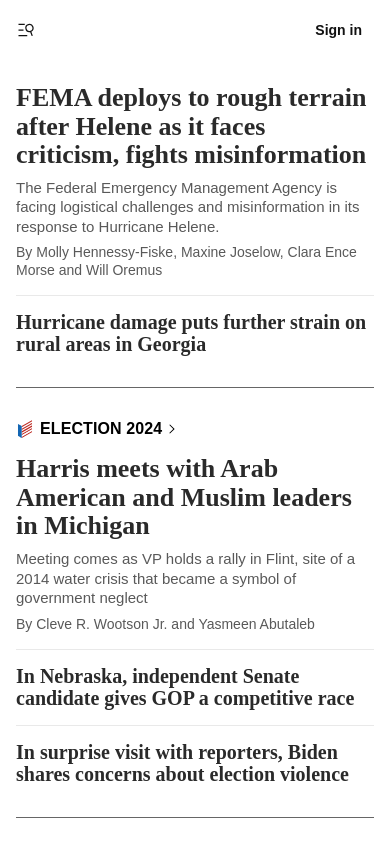 Sign in
FEMA deploys to rough terrain
after Helene as it faces
criticism, fights misinformation
The Federal Emergency Management Agency is
facing logistical challenges and misinformation in its
response to Hurricane Helene.
By Molly Hennessy-Fiske, Maxine Joselow, Clara Ence
Morse and Will Oremus
Hurricane damage puts further strain on
rural areas in Georgia
ELECTION 2024
Harris meets with Arab
American and Muslim leaders
in Michigan
Meeting comes as VP holds a rally in Flint, site of a
2014 water crisis that became a symbol of
government neglect
By Cleve R. Wootson Jr. and Yasmeen Abutaleb
In Nebraska, independent Senate
candidate gives GOP a competitive race
In surprise visit with reporters, Biden
shares concerns about election violence